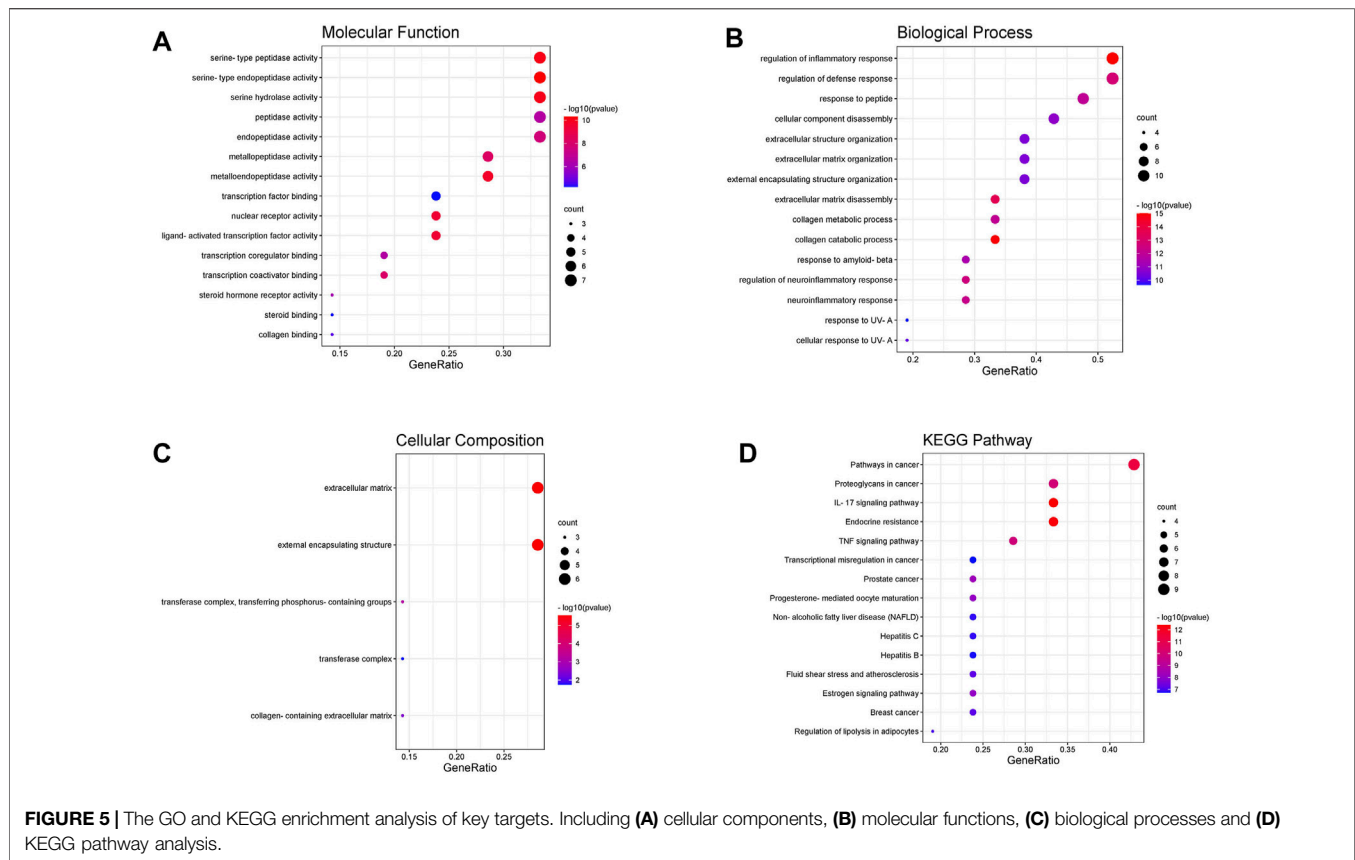 A
Molecular Function
serine- type peptidase activity
serine- type endopeptidase activity
serine hydrolase activity
peptidase activity
endopeptidase activity
metallopeptidase activity
metalloendopeptidase activity
transcription factor binding
nuclear receptor activity
ligand- activated transcription factor activity
transcription coregulator binding
transcription coactivator binding
steroid hormone receptor activity
steroid binding
collagen binding
0.15 0.20 0.25 0.30
GeneRatio
- log10(pvalue)
10
8
6
count
3
4
5
6
7
B
Biological Process
regulation of inflammatory response
regulation of defense response
response to peptide
cellular component disassembly
extracellular structure organization
extracellular matrix organization
external encapsulating structure organization
extracellular matrix disassembly
collagen metabolic process
collagen catabolic process
response to amyloid- beta
regulation of neuroinflammatory response
neuroinflammatory response
response to UV- A
cellular response to UV- A
0.2 0.3 0.4 0.5
GeneRatio
count
4
6
8
10
- log10(pvalue)
15
14
13
12
11
10
C
Cellular Composition
extracellular matrix
external encapsulating structure
transferase complex, transferring phosphorus- containing groups
transferase complex
collagen- containing extracellular matrix
0.15 0.20 0.25
GeneRatio
count
3
4
5
6
- log10(pvalue)
5
4
3
2
D
KEGG Pathway
Pathways in cancer
Proteoglycans in cancer
IL- 17 signaling pathway
Endocrine resistance
TNF signaling pathway
Transcriptional misregulation in cancer
Prostate cancer
Progesterone- mediated oocyte maturation
Non- alcoholic fatty liver disease (NAFLD)
Hepatitis C
Hepatitis B
Fluid shear stress and atherosclerosis
Estrogen signaling pathway
Breast cancer
Regulation of lipolysis in adipocytes
0.20 0.25 0.30 0.35 0.40
GeneRatio
count
4
5
6
7
8
9
- log10(pvalue)
12
11
10
9
8
7
FIGURE 5 | The GO and KEGG enrichment analysis of key targets. Including (A) cellular components, (B) molecular functions, (C) biological processes and (D)
KEGG pathway analysis.